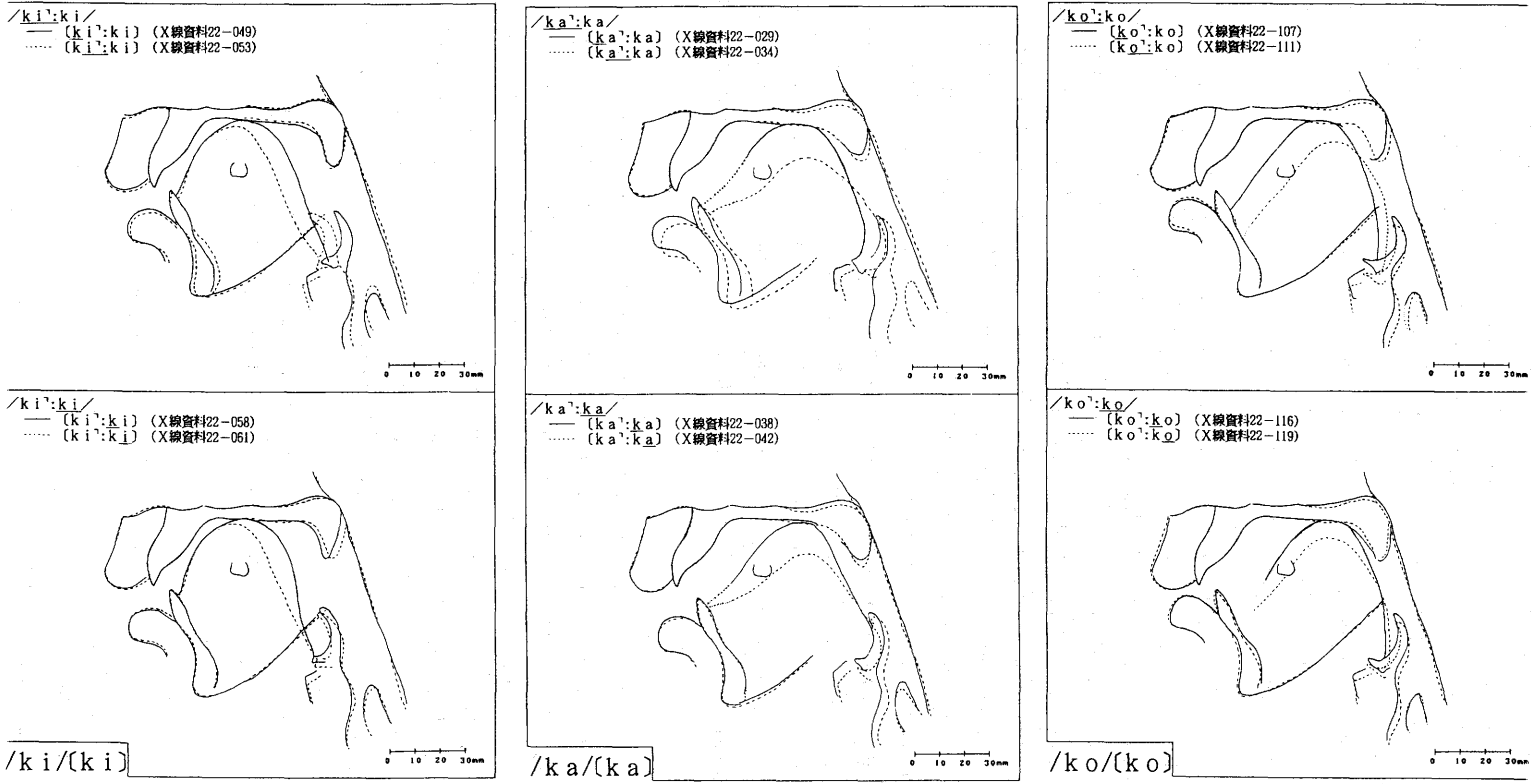 /ki┐:ki/
── [ki┐:ki] (X線資料22-049)
...... [ki┐:ki] (X線資料22-053)
0 10 20 30mm
/ki┐:ki/
── [ki┐:ki] (X線資料22-058)
...... [ki┐:ki] (X線資料22-061)
0 10 20 30mm
/ki/[ki]
/ka┐:ka/
── [ka┐:ka] (X線資料22-029)
...... [ka┐:ka] (X線資料22-034)
0 10 20 30mm
/ka┐:ka/
── [ka┐:ka] (X線資料22-038)
...... [ka┐:ka] (X線資料22-042)
0 10 20 30mm
/ka/[ka]
/ko┐:ko/
── [ko┐:ko] (X線資料22-107)
...... [ko┐:ko] (X線資料22-111)
0 10 20 30mm
/ko┐:ko/
── [ko┐:ko] (X線資料22-116)
...... [ko┐:ko] (X線資料22-119)
0 10 20 30mm
/ko/[ko]